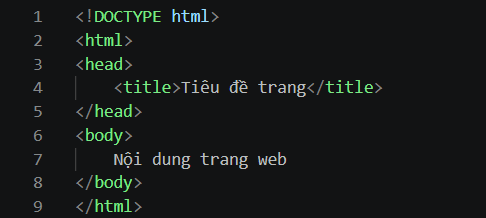 1 <!DOCTYPE html>
2 <html>
3 <head>
4     <title>Tiêu đề trang</title>
5 </head>
6 <body>
7     Nội dung trang web
8 </body>
9 </html>